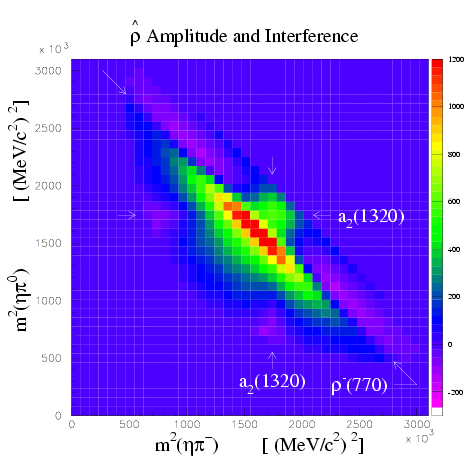 ρ̂ Amplitude and Interference
× 10³
3000
2500
2000
1500
1000
500
0
[ (MeV/c²)²]
m²(ηπ⁰)
a₂(1320)
a₂(1320)
ρ⁻(770)
1200
1000
800
600
400
200
0
-200
0 500 1000 1500 2000 2500 3000
× 10³
m²(ηπ⁻) [ (MeV/c²)²]